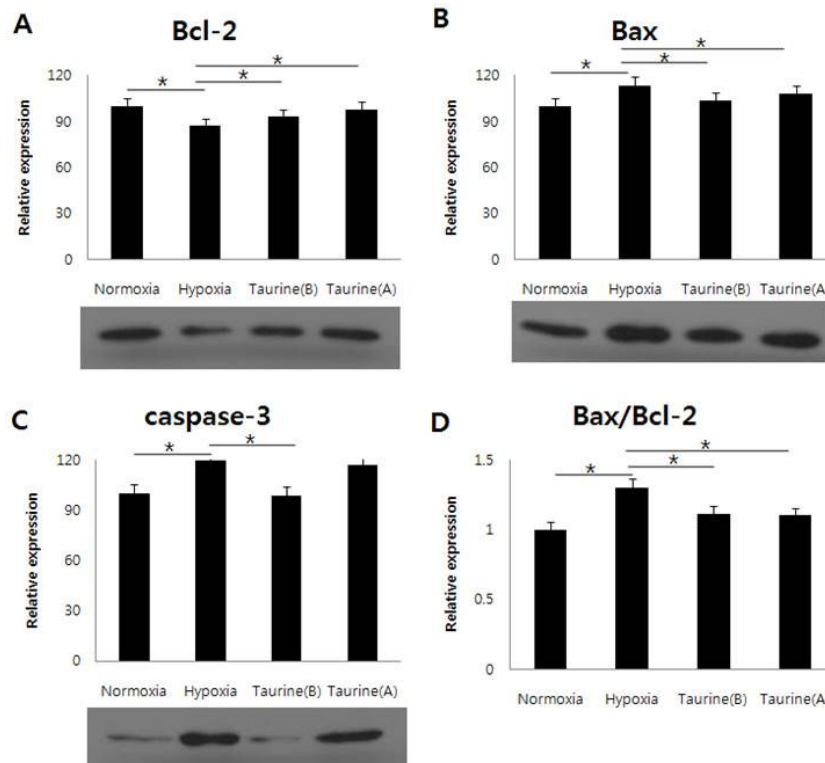 A
Bcl-2
*
*
*
Relative expression
120
90
60
30
0
Normoxia Hypoxia Taurine(B) Taurine(A)
B
Bax
*
*
*
Relative expression
120
90
60
30
0
Normoxia Hypoxia Taurine(B) Taurine(A
C
caspase-3
*
*
Relative expression
120
90
60
30
0
Normoxia Hypoxia Taurine(B) Taurine(A)
D
Bax/Bcl-2
*
*
*
Relative expression
1.5
1
0.5
0
Normoxia Hypoxia Taurine(B) Taurine(A